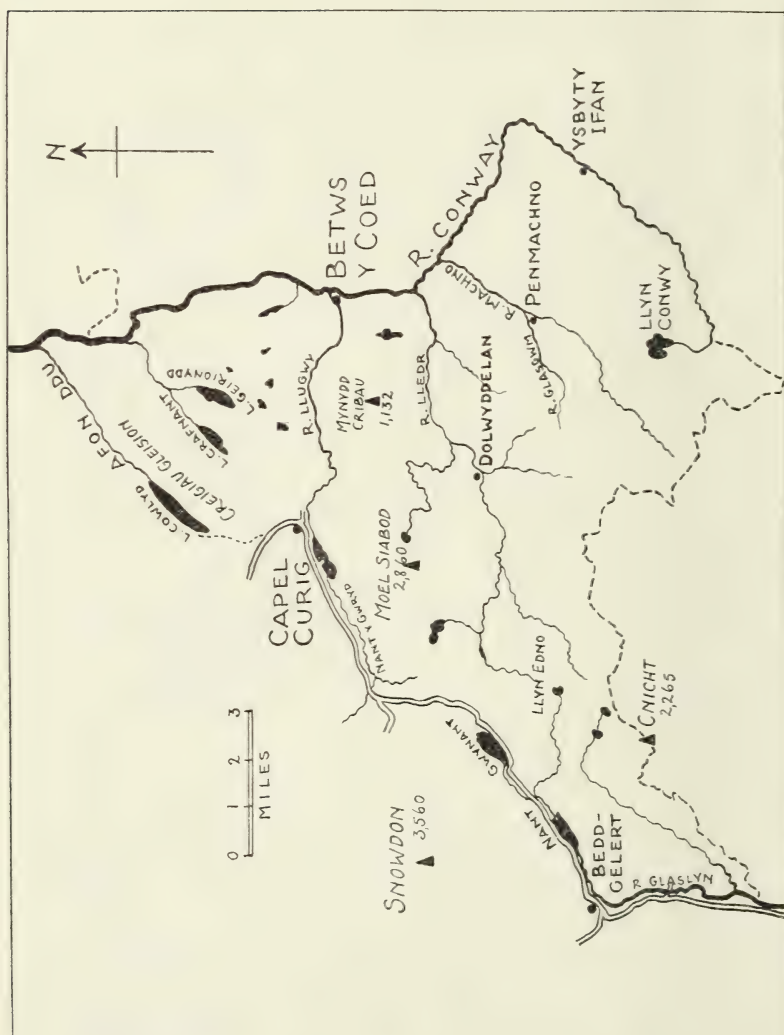 N
BETWS
Y COED
R. CONWAY
YSBYTY
IFAN
R. MACHNO
PENMACHNO
LLYN
CONWY
R. GLASGWM
AFON DDU
L. GEIRIONYDD
L. CRAFNANT
CREIGIAU GLEISION
L. COWLYD
R. LLUGWY
MYNYDD
CRIBAU
1,132
R. LLEDR
DOLWYDDELAN
CAPEL
CURIG
NANT Y GWRYD
MOEL SIABOD
2,860
LLYN EDNO
CNICHT
2,265
0 1 2 3
MILES
SNOWDON
3,560
NANT
GWYNANT
BEDD-
GELERT
R GLASLYN